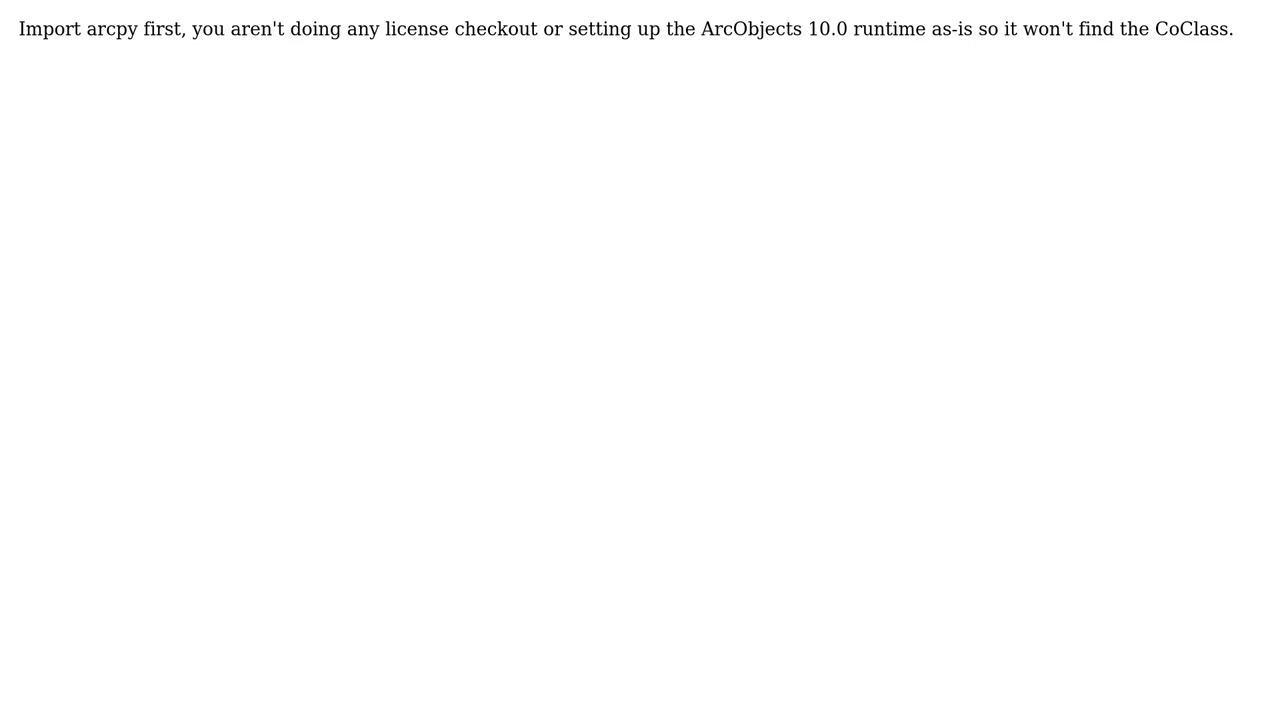 Import arcpy first, you aren't doing any license checkout or setting up the ArcObjects 10.0 runtime as-is so it won't find the CoClass.